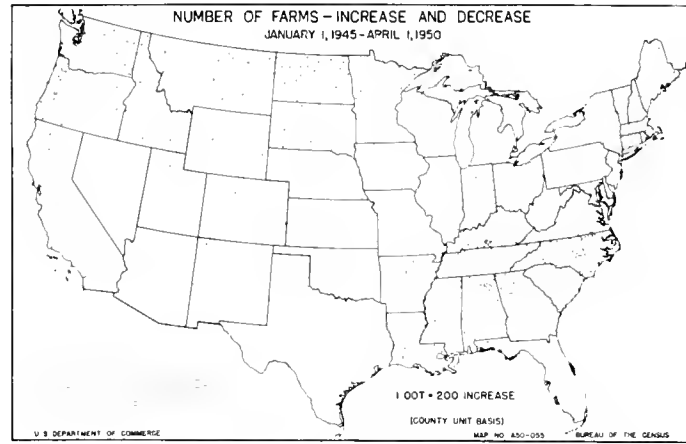 NUMBER OF FARMS-INCREASE AND DECREASE
JANUARY 1, 1945-APRIL 1, 1950
1 DOT = 200 INCREASE
(COUNTY UNIT BASIS)
U S DEPARTMENT OF COMMERCE
MAP NO A50-055
BUREAU OF THE CENSUS